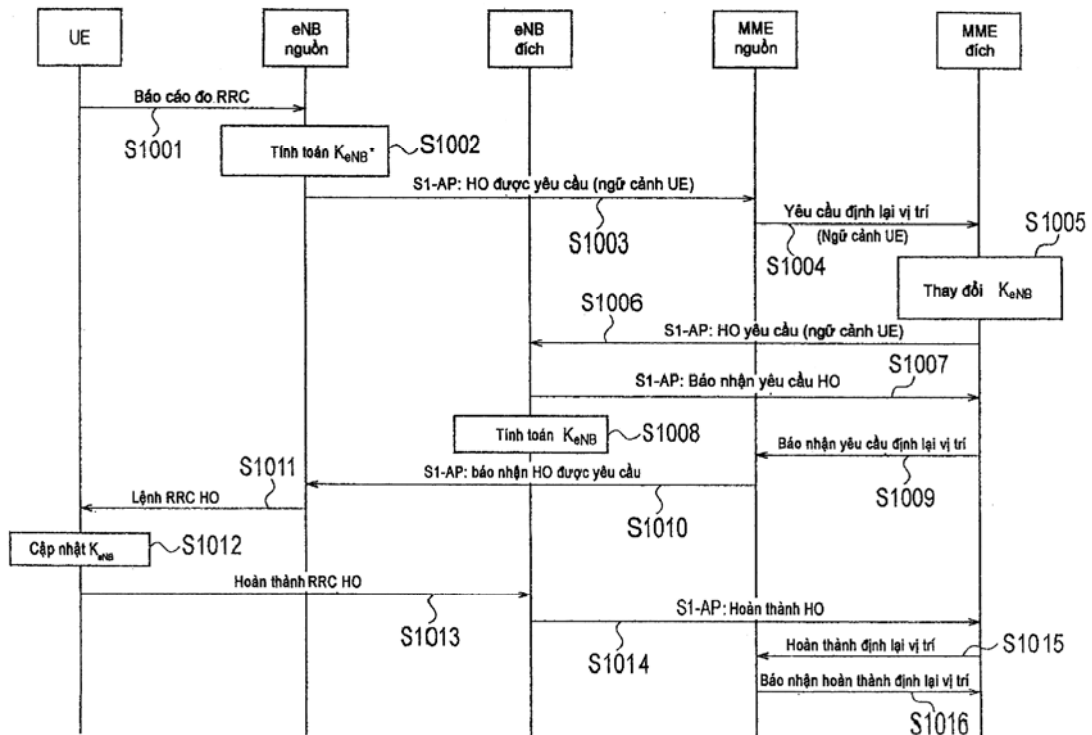 UE
eNB
nguồn
eNB
đích
MME
nguồn
MME
đích
Báo cáo đo RRC
S1001
Tính toán KeNB*
S1002
S1-AP: HO được yêu cầu (ngữ cảnh UE)
S1003
Yêu cầu định lại vị trí
(Ngữ cảnh UE)
S1004
S1005
Thay đổi KeNB
S1006
S1-AP: HO yêu cầu (ngữ cảnh UE)
S1007
S1-AP: Báo nhận yêu cầu HO
Tính toán KeNB
S1008
Báo nhận yêu cầu định lại vị trí
S1009
S1-AP: báo nhận HO được yêu cầu
S1010
S1011
Lệnh RRC HO
Cập nhật KeNB
S1012
Hoàn thành RRC HO
S1013
S1-AP: Hoàn thành HO
S1014
Hoàn thành định lại vị trí
S1015
Báo nhận hoàn thành định lại vị trí
S1016